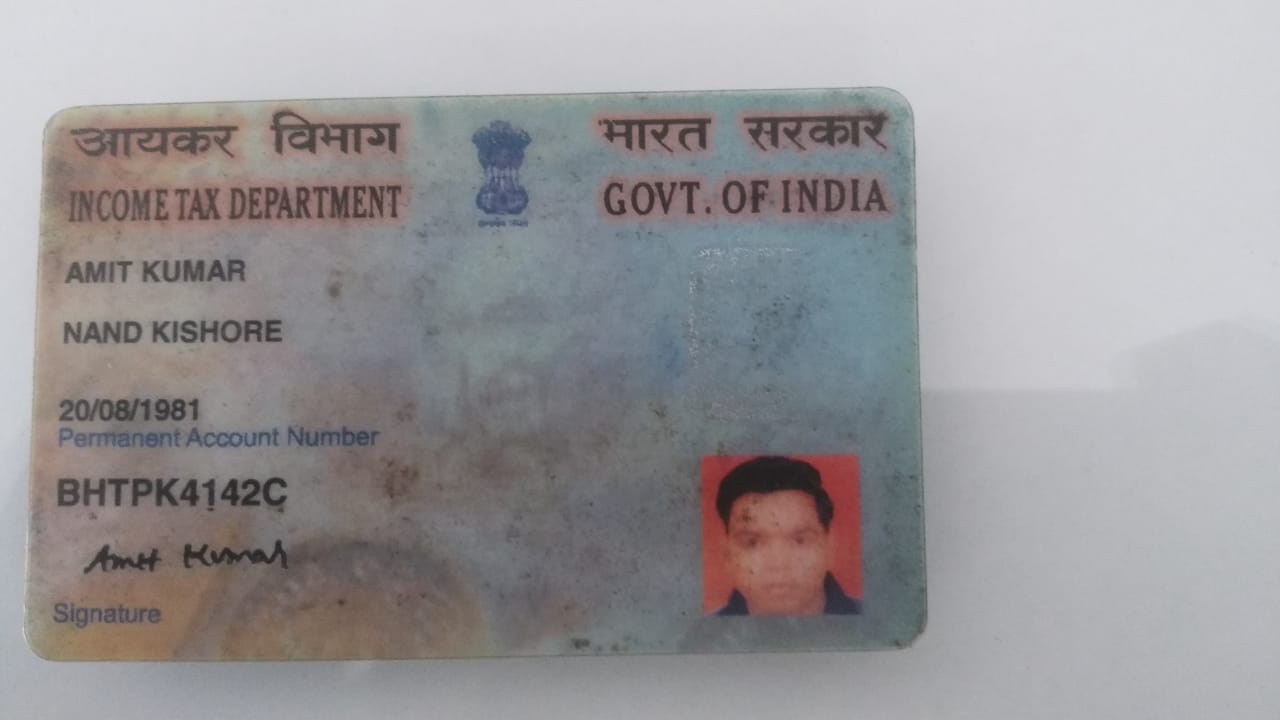 आयकर विभाग
भारत सरकार
INCOME TAX DEPARTMENT
GOVT. OF INDIA
AMIT KUMAR
NAND KISHORE
20/08/1981
Permanent Account Number
BHTPK4142C
Amit Kumar
Signature